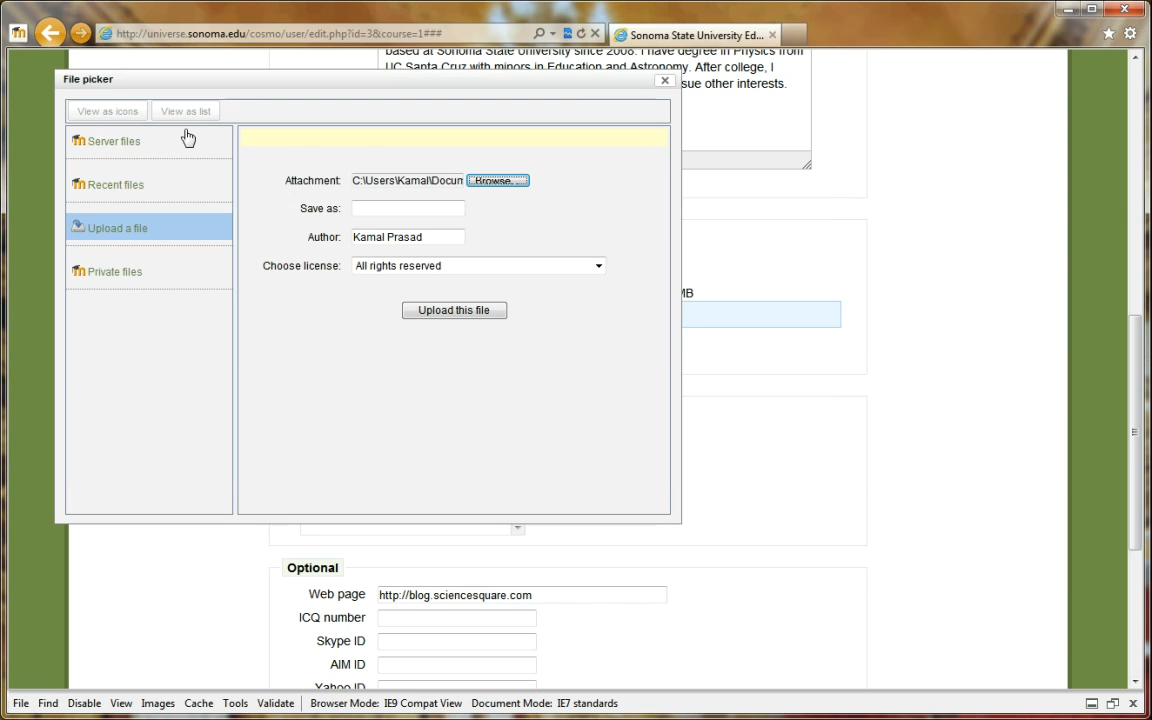 http://universe.sonoma.edu/cosmo/user/edit.php?id=3&course=1###
Sonoma State University Ed...
based at Sonoma State University since 2008. I have degree in Physics from
UC Santa Cruz with minors in Education and Astronomy. After college, I
sue other interests.
File picker
View as icons
View as list
Server files
Recent files
Upload a file
Private files
Attachment: C:\Users\Kamal\Docum Browse...
Save as:
Author: Kamal Prasad
Choose license: All rights reserved
Upload this file
MB
Optional
Web page http://blog.sciencesquare.com
ICQ number
Skype ID
AIM ID
Yahoo ID
File Find Disable View Images Cache Tools Validate Browser Mode: IE9 Compat View Document Mode: IE7 standards